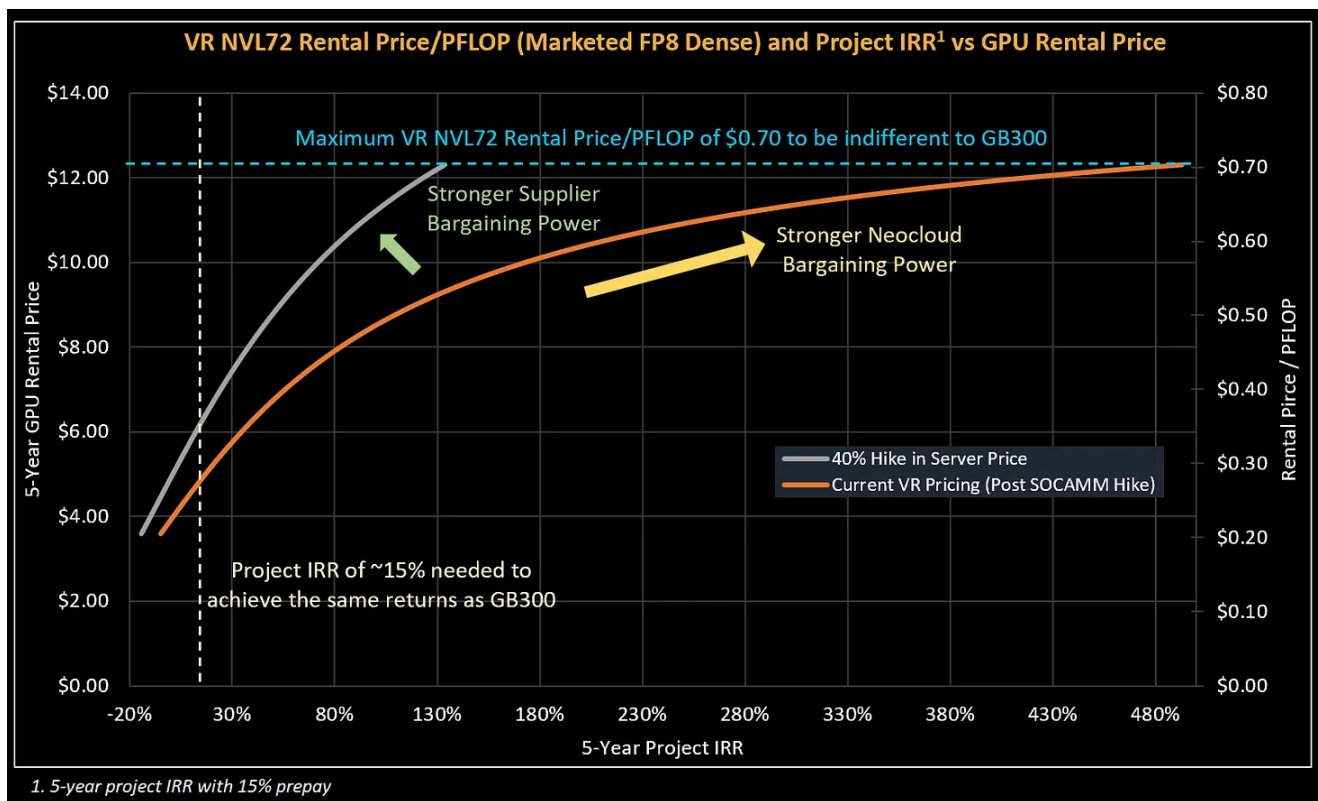 VR NVL72 Rental Price/PFLOP (Marketed FP8 Dense) and Project IRR¹ vs GPU Rental Price
$14.00
$12.00
$10.00
$8.00
$6.00
$4.00
$2.00
$0.00
5-Year GPU Rental Price
Maximum VR NVL72 Rental Price/PFLOP of $0.70 to be indifferent to GB300
Stronger Supplier
Bargaining Power
Stronger Neocloud
Bargaining Power
40% Hike in Server Price
Current VR Pricing (Post SOCAMM Hike)
Project IRR of ~15% needed to
achieve the same returns as GB300
$0.80
$0.70
$0.60
$0.50
$0.40
$0.30
$0.20
$0.10
$0.00
Rental Pirce / PFLOP
-20% 30% 80% 130% 180% 230% 280% 330% 380% 430% 480%
5-Year Project IRR
1. 5-year project IRR with 15% prepay